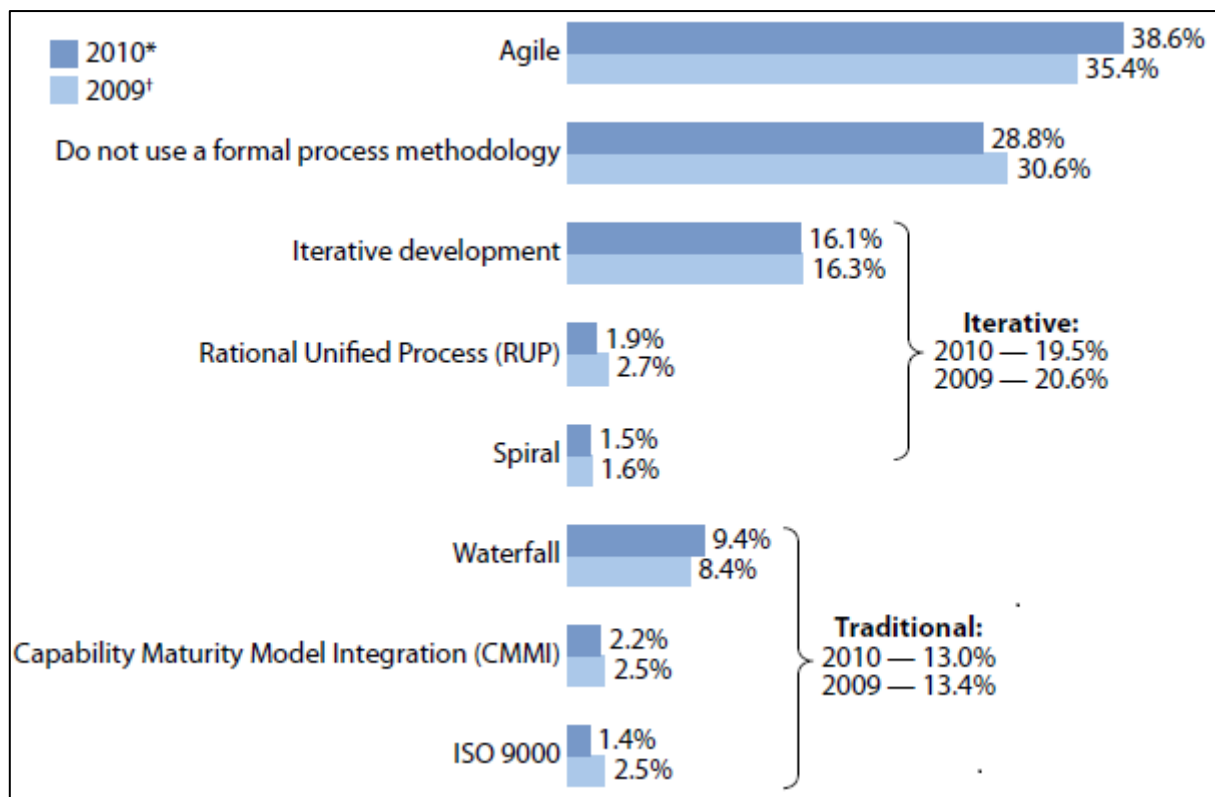 2010*
2009†
Agile
38.6%
35.4%
Do not use a formal process methodology
28.8%
30.6%
Iterative development
16.1%
16.3%
Rational Unified Process (RUP)
1.9%
2.7%
Spiral
1.5%
1.6%
Iterative:
2010 — 19.5%
2009 — 20.6%
Waterfall
9.4%
8.4%
Capability Maturity Model Integration (CMMI)
2.2%
2.5%
ISO 9000
1.4%
2.5%
Traditional:
2010 — 13.0%
2009 — 13.4%